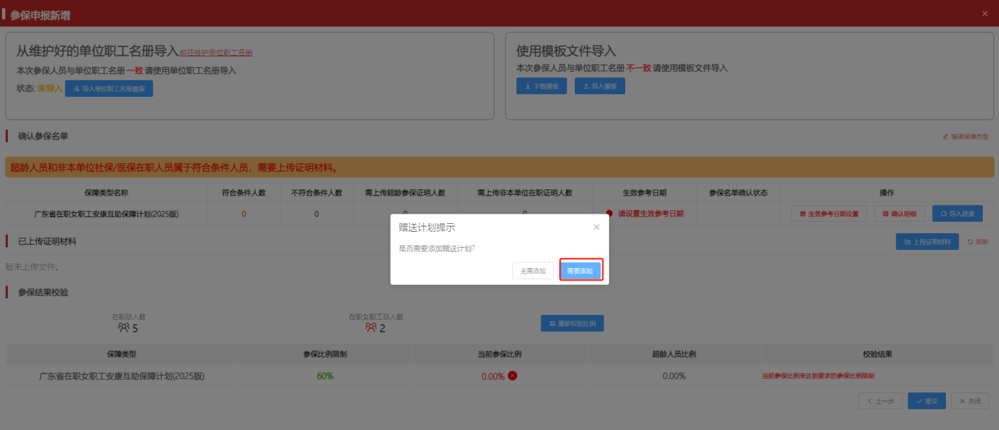 参保申报新增
从维护好的单位职工名册导入 前往维护单位职工名册
本次参保人员与单位职工名册 一致 请使用单位职工名册导入
状态: 未导入 导入单位职工名册数据
使用模板文件导入
本次参保人员与单位职工名册 不一致 请使用模板文件导入
下载模板 导入模板
确认参保名单 编辑保障类型
超龄人员和非本单位社保/医保在职人员属于符合条件人员，需要上传证明材料。
保障类型名称 符合条件人数 不符合条件人数 需上传超龄参保证明人数 需上传非本单位在职证明人数 生效参考日期 参保名单确认状态 操作
广东省在职女职工安康互助保障计划(2025版) 0 0 0 0 请设置生效参考日期 生效参考日期设置 确认明细 导入进度
赠送计划提示
是否需要添加赠送计划?
无需添加 需要添加
已上传证明材料 上传证明材料 刷新
暂未上传文件。
参保结果校验
在职总人数 在职女职工总人数
5 2 重新校验比例
保障类型 参保比例限制 当前参保比例 超龄人员比例 校验结果
广东省在职女职工安康互助保障计划(2025版) 60% 0.00% 0.00% 当前参保比例未达到要求的参保比例限制
上一步 提交 关闭